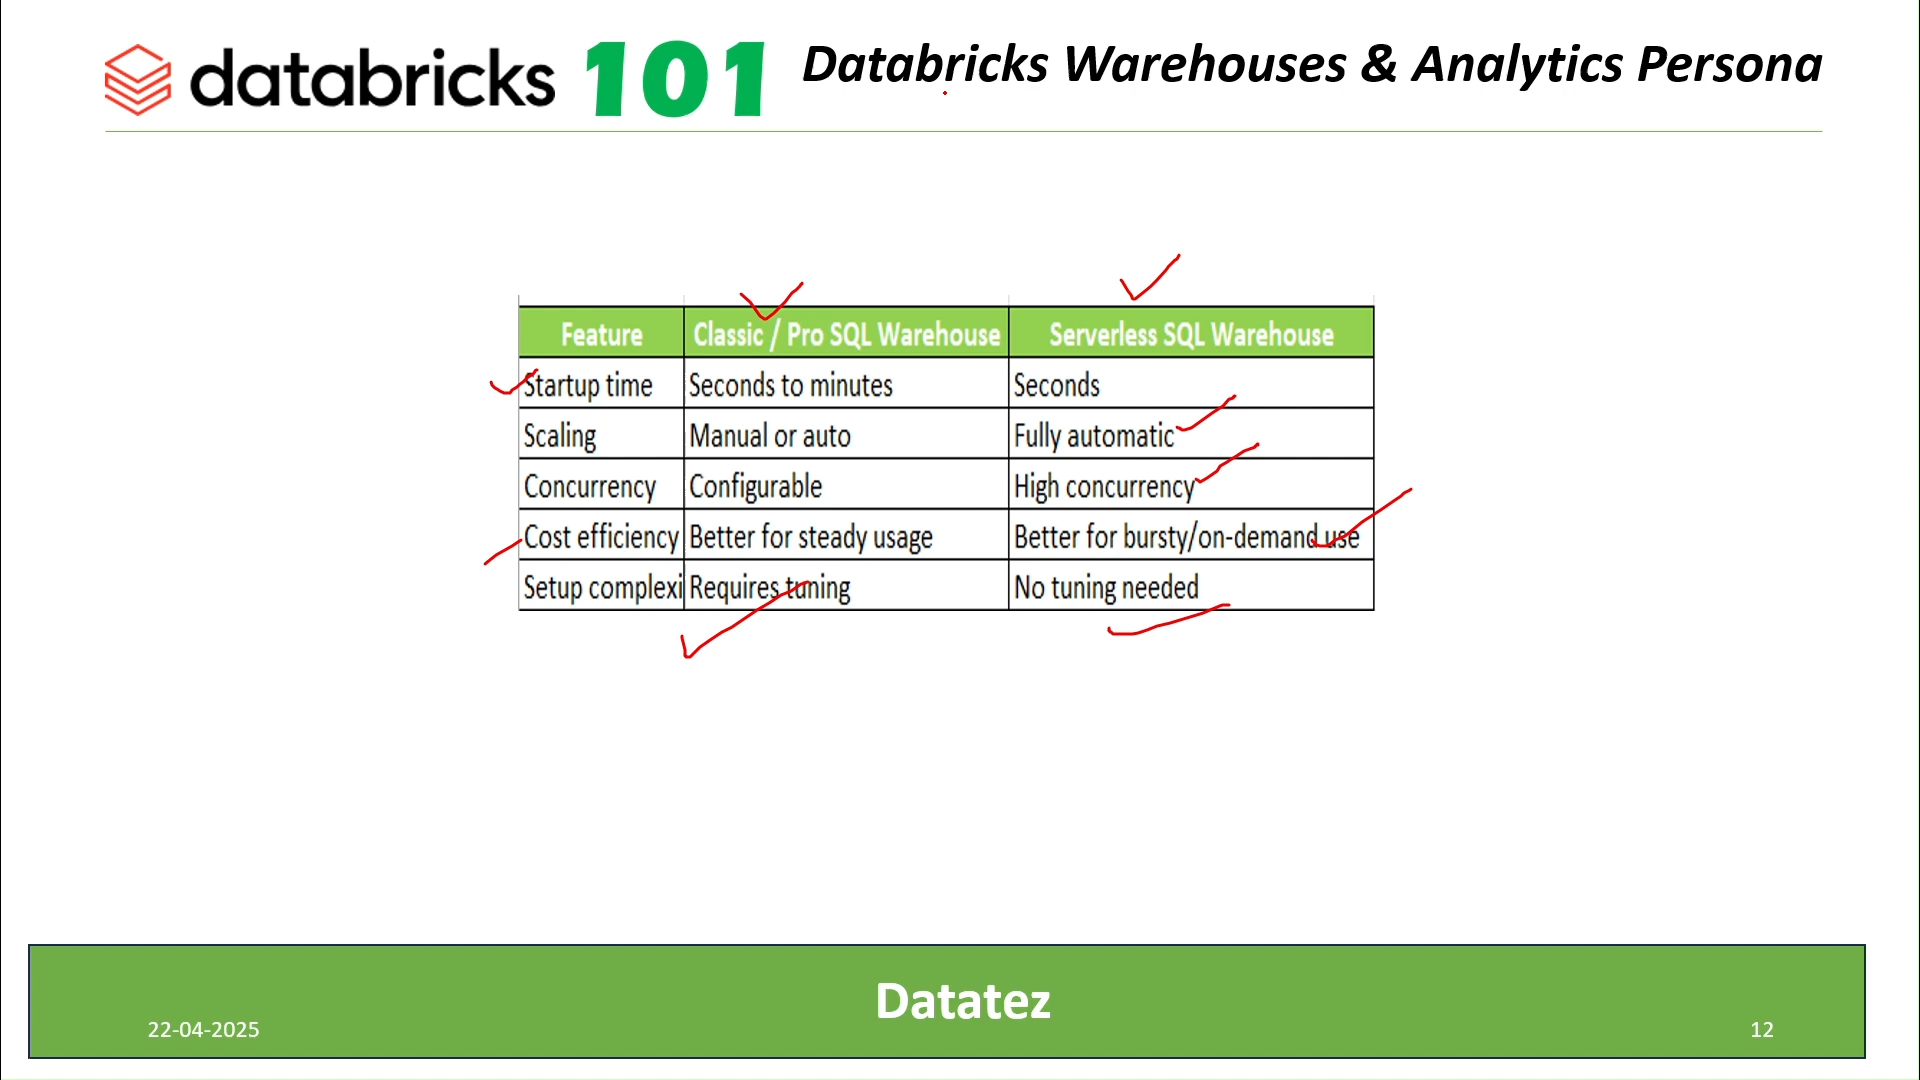 databricks 101 Databricks Warehouses & Analytics Persona
Feature Classic / Pro SQL Warehouse Serverless SQL Warehouse
Startup time Seconds to minutes Seconds
Scaling Manual or auto Fully automatic
Concurrency Configurable High concurrency
Cost efficiency Better for steady usage Better for bursty/on-demand use
Setup complexi Requires tuning No tuning needed
Datatez
22-04-2025 12